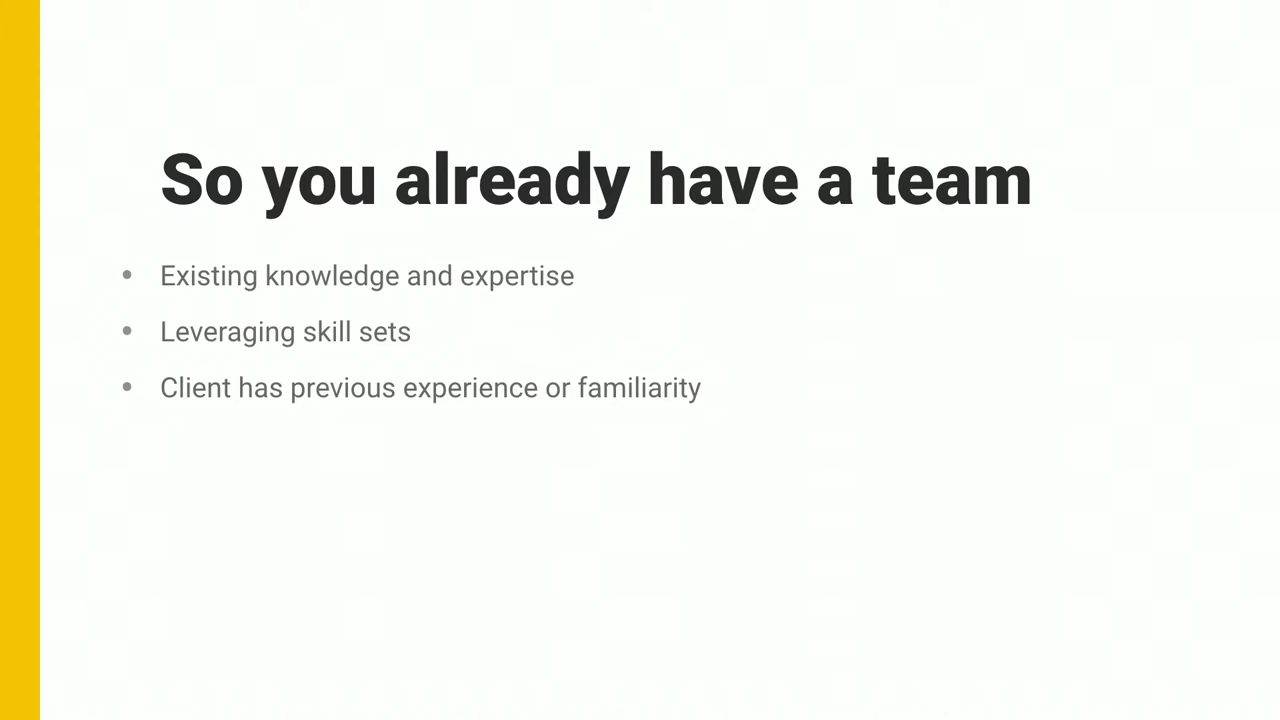 So you already have a team
• Existing knowledge and expertise
• Leveraging skill sets
• Client has previous experience or familiarity